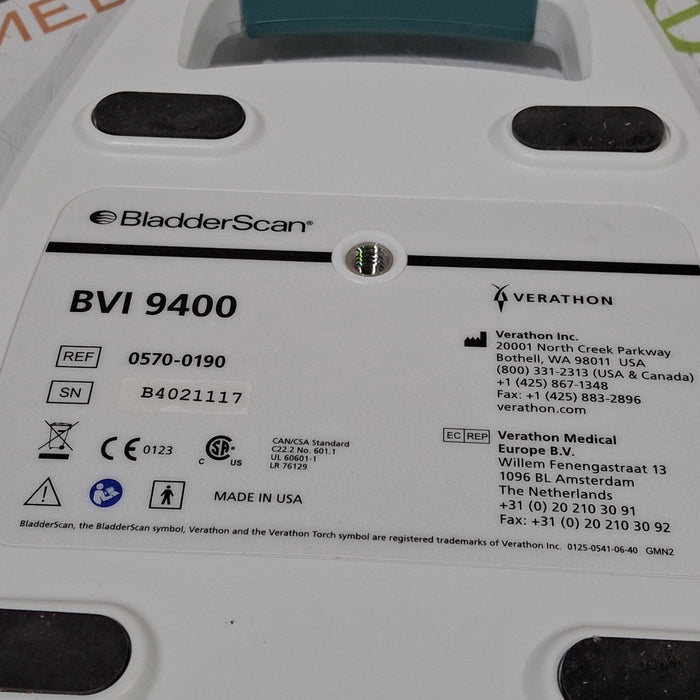 MED
BladderScan®
BVI 9400
VERATHON
REF 0570-0190
SN B4021117
Verathon Inc.
20001 North Creek Parkway
Bothell, WA 98011 USA
(800) 331-2313 (USA & Canada)
+1 (425) 867-1348
Fax: +1 (425) 883-2896
verathon.com
CE 0123
C SA US
CAN/CSA Standard
C22.2 No. 601.1
UL 60601-1
LR 76129
EC REP
Verathon Medical
Europe B.V.
Willem Fenengastraat 13
1096 BL Amsterdam
The Netherlands
+31 (0) 20 210 30 91
Fax: +31 (0) 20 210 30 92
MADE IN USA
BladderScan, the BladderScan symbol, Verathon and the Verathon Torch symbol are registered trademarks of Verathon Inc. 0125-0541-06-40 GMN2